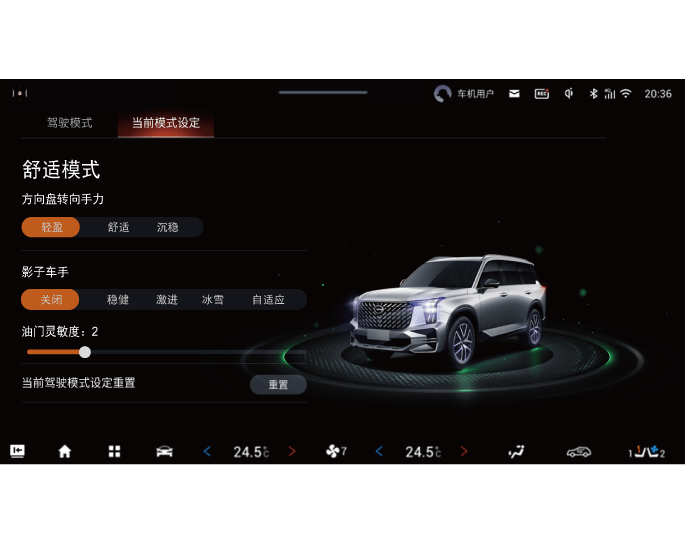 车机用户 REC 20:36
驾驶模式 当前模式设定
舒适模式
方向盘转向手力
轻盈 舒适 沉稳
影子车手
关闭 稳健 激进 冰雪 自适应
油门灵敏度：2
当前驾驶模式设定重置 重置
24.5℃ 7 24.5℃ 1 2